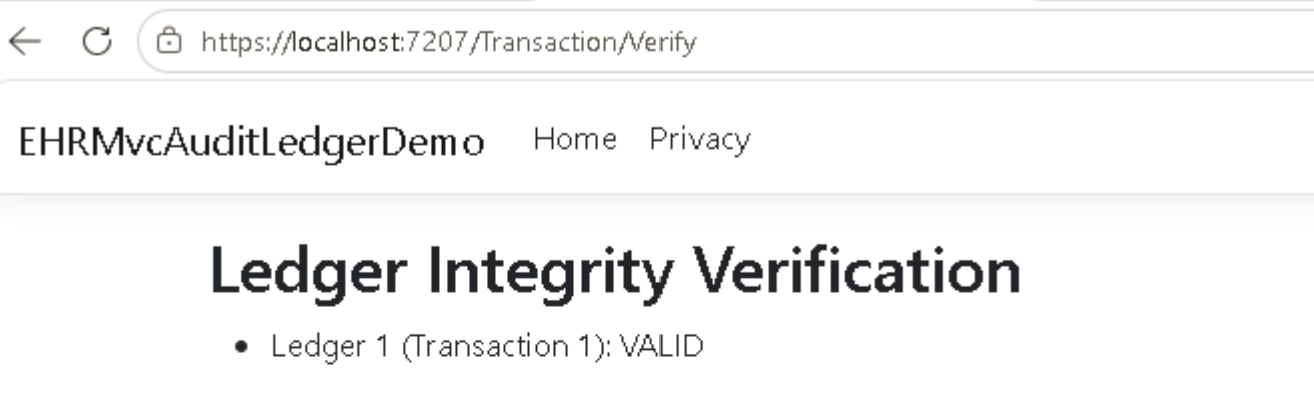 https://localhost:7207/Transaction/Verify
EHRMvcAuditLedgerDemo Home Privacy
Ledger Integrity Verification
• Ledger 1 (Transaction 1): VALID